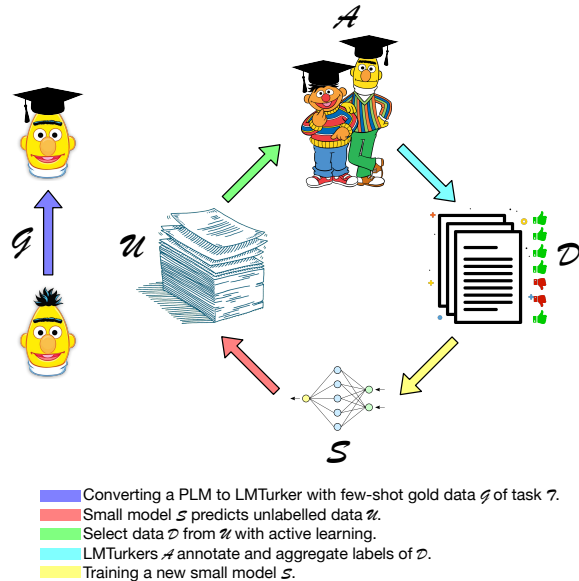 A
G
U
D
S
Converting a PLM to LMTurker with few-shot gold data G of task T.
Small model S predicts unlabelled data U.
Select data D from U with active learning.
LMTurkers A annotate and aggregate labels of D.
Training a new small model S.